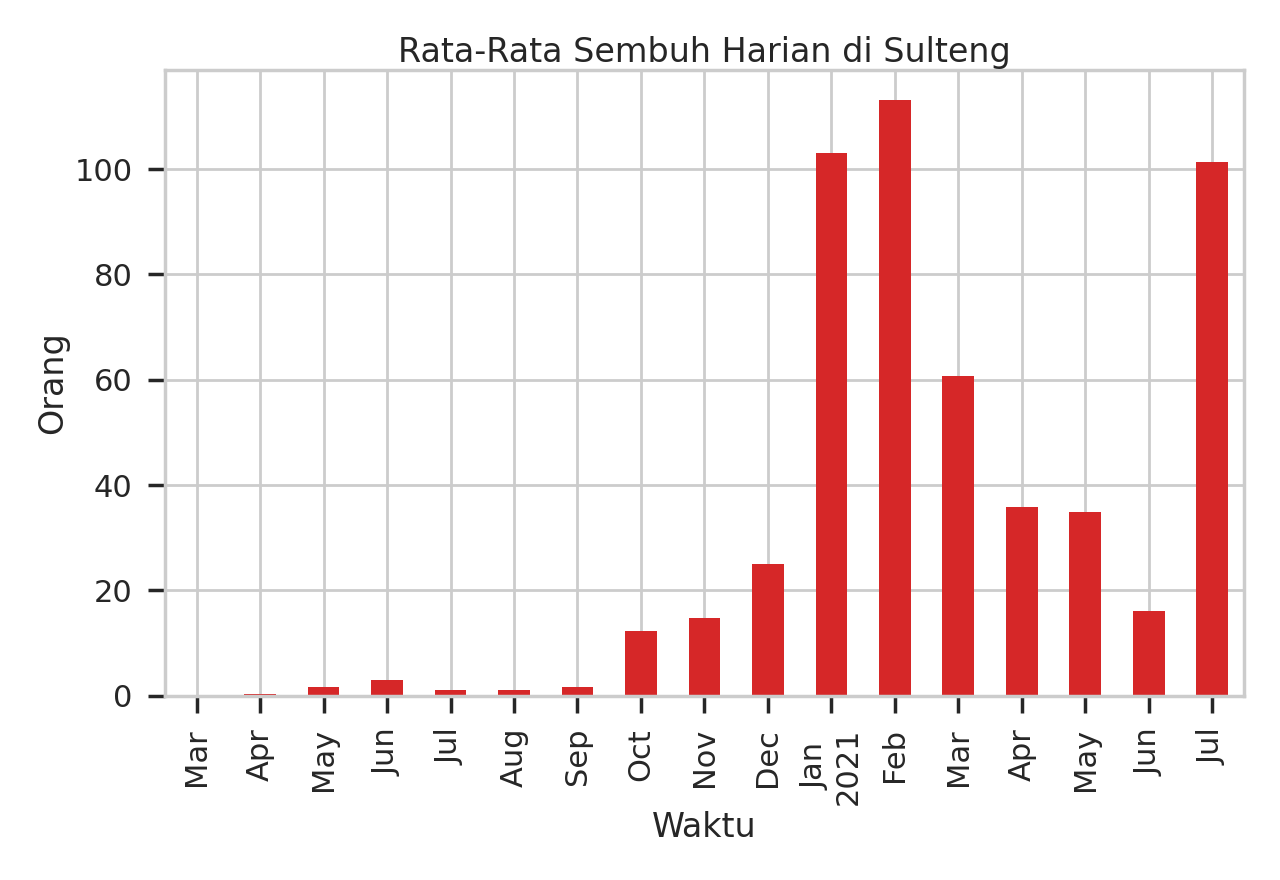 Rata-Rata Sembuh Harian di Sulteng
Orang
100
80
60
40
20
0
Mar
Apr
May
Jun
Jul
Aug
Sep
Oct
Nov
Dec
Jan
2021
Feb
Mar
Apr
May
Jun
Jul
Waktu